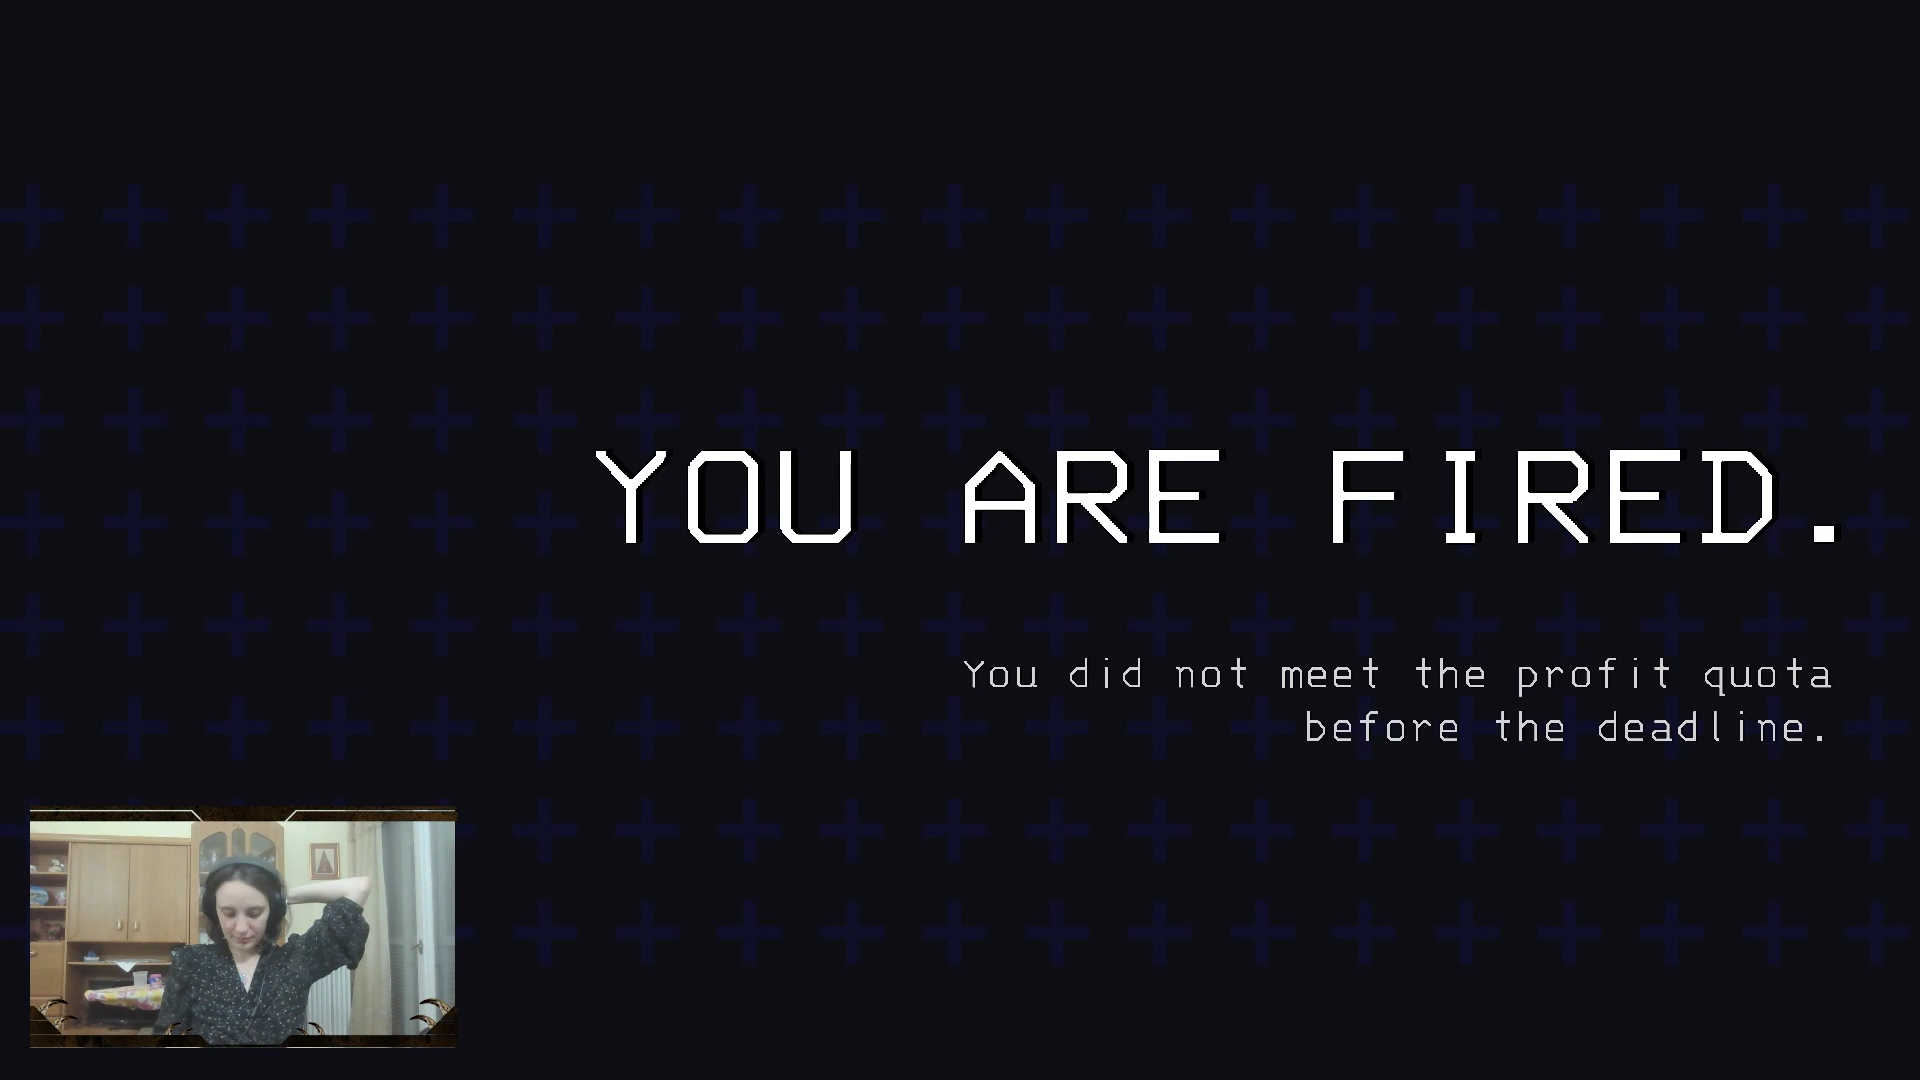 YOU ARE FIRED.
You did not meet the profit quota
before the deadline.